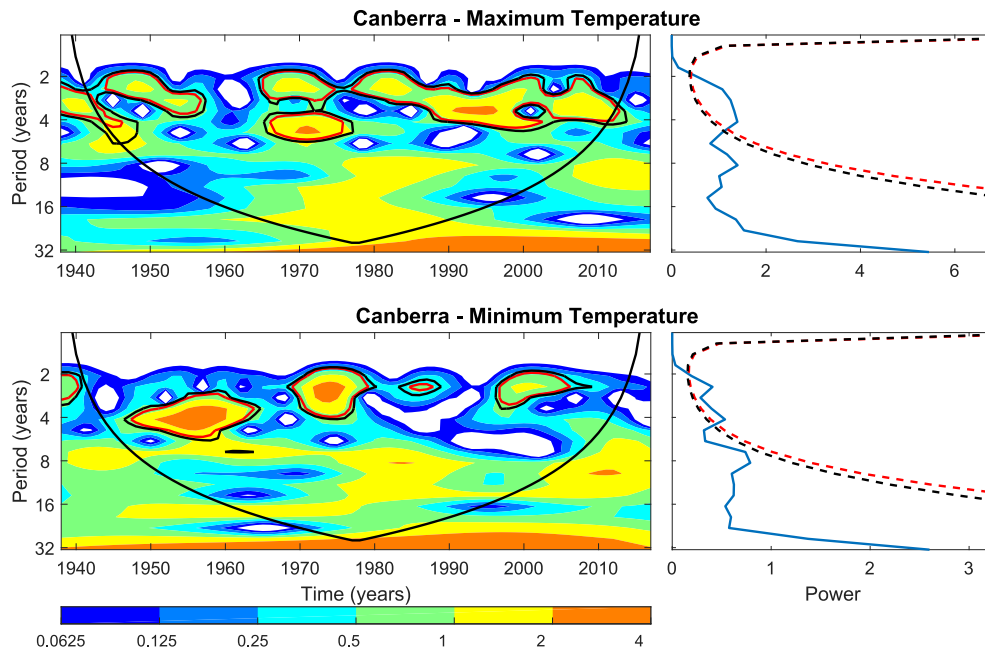 Canberra - Maximum Temperature
Period (years)
2
4
8
16
32
1940 1950 1960 1970 1980 1990 2000 2010
0 2 4 6
Canberra - Minimum Temperature
Period (years)
2
4
8
16
32
1940 1950 1960 1970 1980 1990 2000 2010
0 1 2 3
Time (years)
Power
0.0625 0.125 0.25 0.5 1 2 4